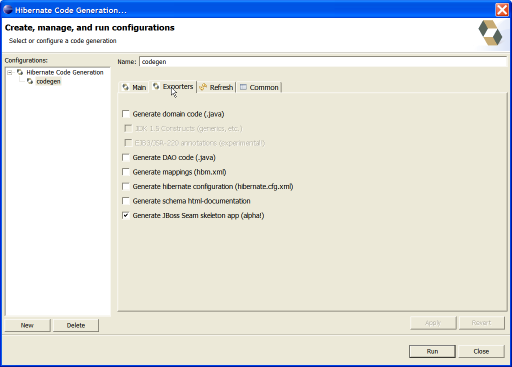 Hibernate Code Generation...
Create, manage, and run configurations
Select or configure a code generation
Configurations:
Name: codegen
Hibernate Code Generation
codegen
Main Exporters Refresh Common
Generate domain code (.java)
JDK 1.5 Constructs (generics, etc.)
EJB3/JSR-220 annotations (experimental!)
Generate DAO code (.java)
Generate mappings (hbm.xml)
Generate hibernate configuration (hibernate.cfg.xml)
Generate schema html-documentation
Generate JBoss Seam skeleton app (alpha!)
New Delete
Apply Revert
Run Close